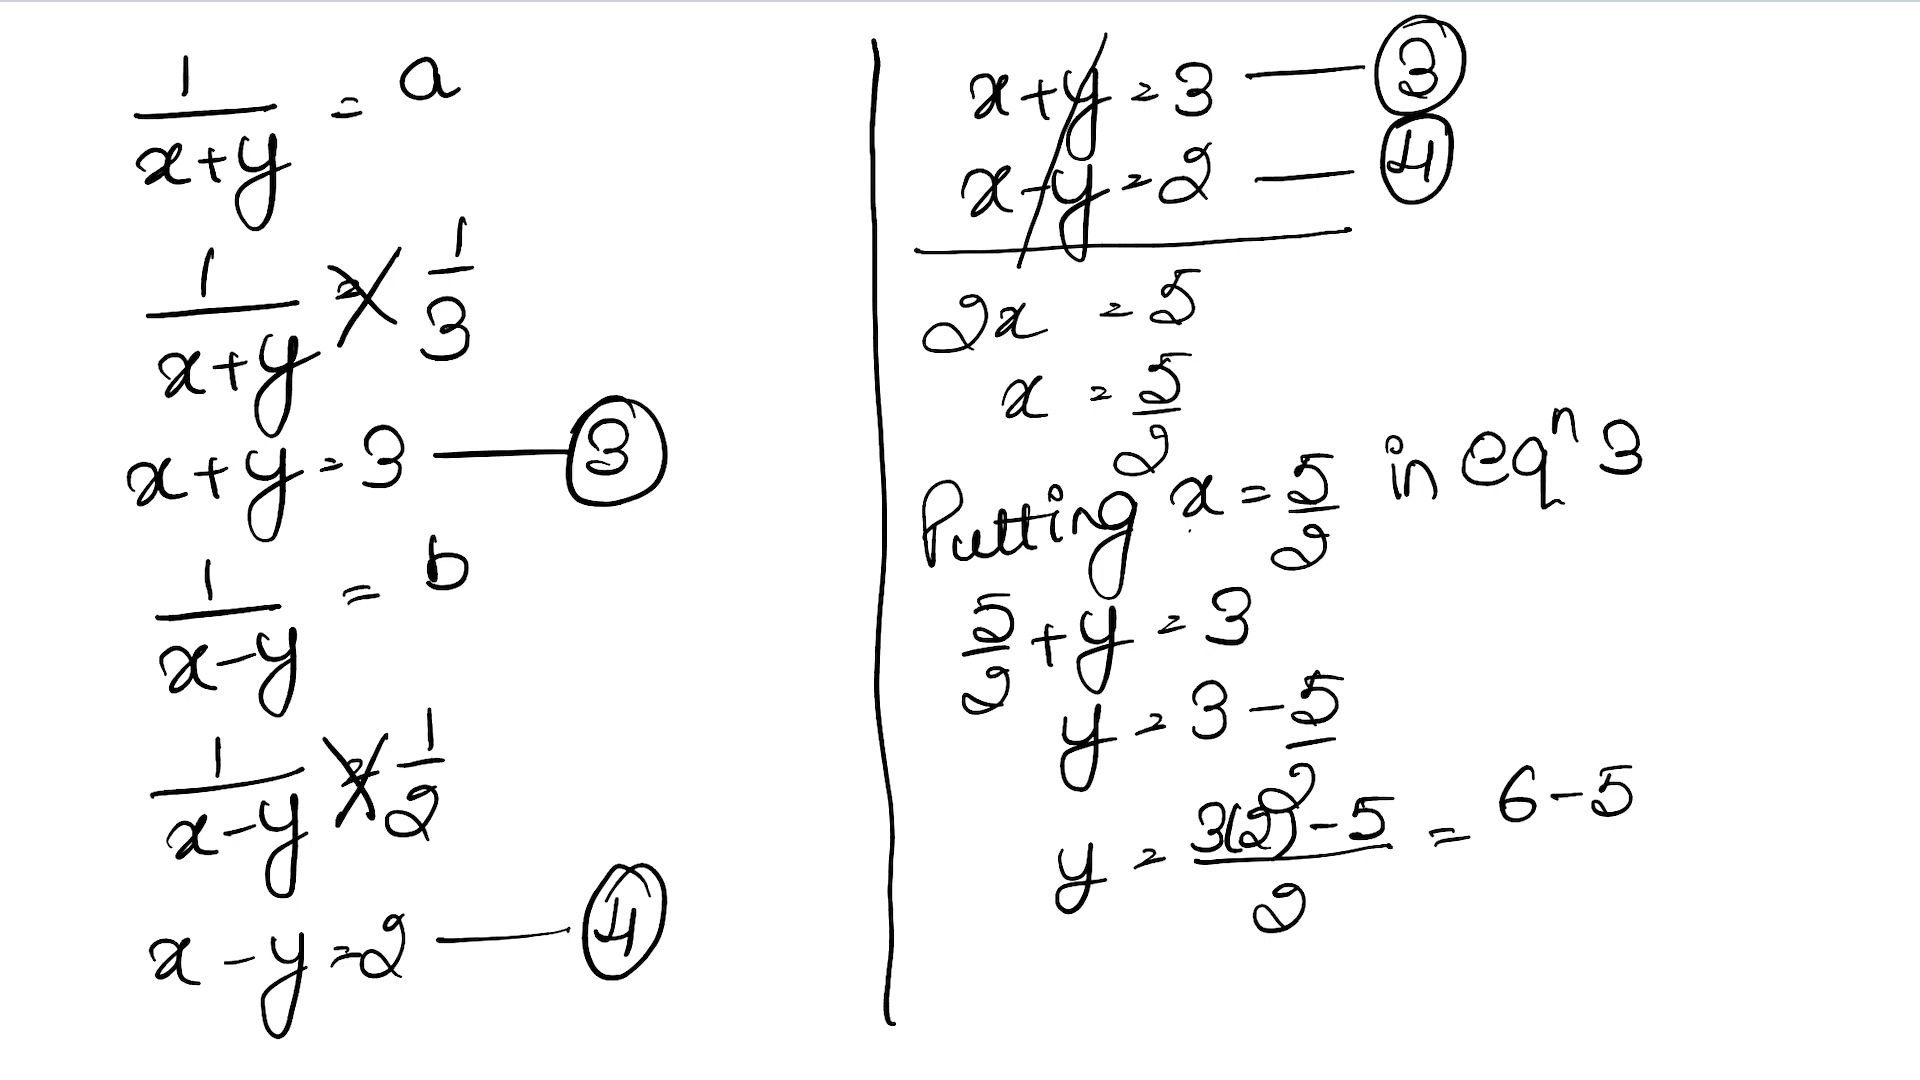 1/(x+y) = a
1/(x+y) = 1/3
x+y = 3 — 3
1/(x-y) = b
1/(x-y) = 1/2
x-y = 2 — 4
x+y = 3 — 3
x-y = 2 — 4
2x = 5
x = 5/2
Putting x = 5/2 in eqⁿ 3
5/2 + y = 3
y = 3 - 5/2
y = (3(2) - 5)/2 = 6-5